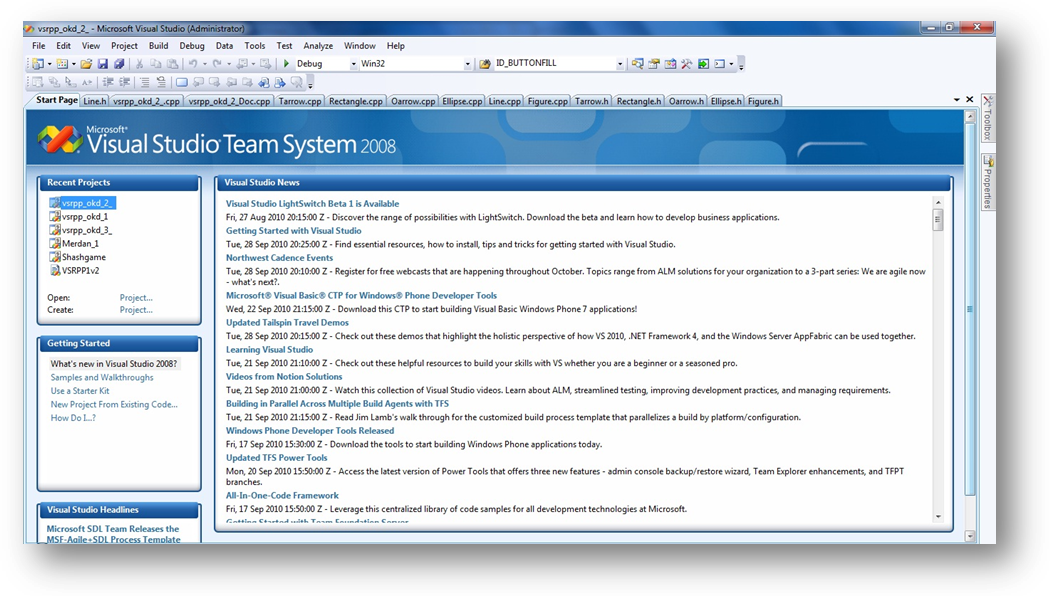 vsrpp_okd_2_ - Microsoft Visual Studio (Administrator)
File Edit View Project Build Debug Data Tools Test Analyze Window Help
Debug Win32 ID_BUTTONFILL
Start Page Line.h vsrpp_okd_2_.cpp vsrpp_okd_2_Doc.cpp Tarrow.cpp Rectangle.cpp Oarrow.cpp Ellipse.cpp Line.cpp Figure.cpp Tarrow.h Rectangle.h Oarrow.h Ellipse.h Figure.h
Toolbox
Properties
Microsoft®
Visual Studio® Team System 2008
Recent Projects
vsrpp_okd_2_
vsrpp_okd_1
vsrpp_okd_3_
Merdan_1
Shashgame
VSRPP1v2
Open: Project...
Create: Project...
Getting Started
What's new in Visual Studio 2008?
Samples and Walkthroughs
Use a Starter Kit
New Project From Existing Code...
How Do I...?
Visual Studio Headlines
Microsoft SDL Team Releases the
MSF-Agile+SDL Process Template
Visual Studio News
Visual Studio LightSwitch Beta 1 is Available
Fri, 27 Aug 2010 20:15:00 Z - Discover the range of possibilities with LightSwitch. Download the beta and learn how to develop business applications.
Getting Started with Visual Studio
Tue, 28 Sep 2010 20:25:00 Z - Find essential resources, how to install, tips and tricks for getting started with Visual Studio.
Northwest Cadence Events
Tue, 28 Sep 2010 20:10:00 Z - Register for free webcasts that are happening throughout October. Topics range from ALM solutions for your organization to a 3-part series: We are agile now
- what's next?.
Microsoft® Visual Basic® CTP for Windows® Phone Developer Tools
Wed, 22 Sep 2010 21:15:00 Z - Download this CTP to start building Visual Basic Windows Phone 7 applications!
Updated Tailspin Travel Demos
Tue, 28 Sep 2010 20:15:00 Z - Check out these demos that highlight the holistic perspective of how VS 2010, .NET Framework 4, and the Windows Server AppFabric can be used together.
Learning Visual Studio
Tue, 21 Sep 2010 21:10:00 Z - Check out these helpful resources to build your skills with VS whether you are a beginner or a seasoned pro.
Videos from Notion Solutions
Tue, 21 Sep 2010 21:00:00 Z - Watch this collection of Visual Studio videos. Learn about ALM, streamlined testing, improving development practices, and managing requirements.
Building in Parallel Across Multiple Build Agents with TFS
Tue, 21 Sep 2010 21:15:00 Z - Read Jim Lamb's walk through for the customized build process template that parallelizes a build by platform/configuration.
Windows Phone Developer Tools Released
Fri, 17 Sep 2010 15:30:00 Z - Download the tools to start building Windows Phone applications today.
Updated TFS Power Tools
Mon, 20 Sep 2010 15:50:00 Z - Access the latest version of Power Tools that offers three new features - admin console backup/restore wizard, Team Explorer enhancements, and TFPT
branches.
All-In-One-Code Framework
Fri, 17 Sep 2010 15:50:00 Z - Leverage this centralized library of code samples for all development technologies at Microsoft.
Getting Started with Team Foundation Server